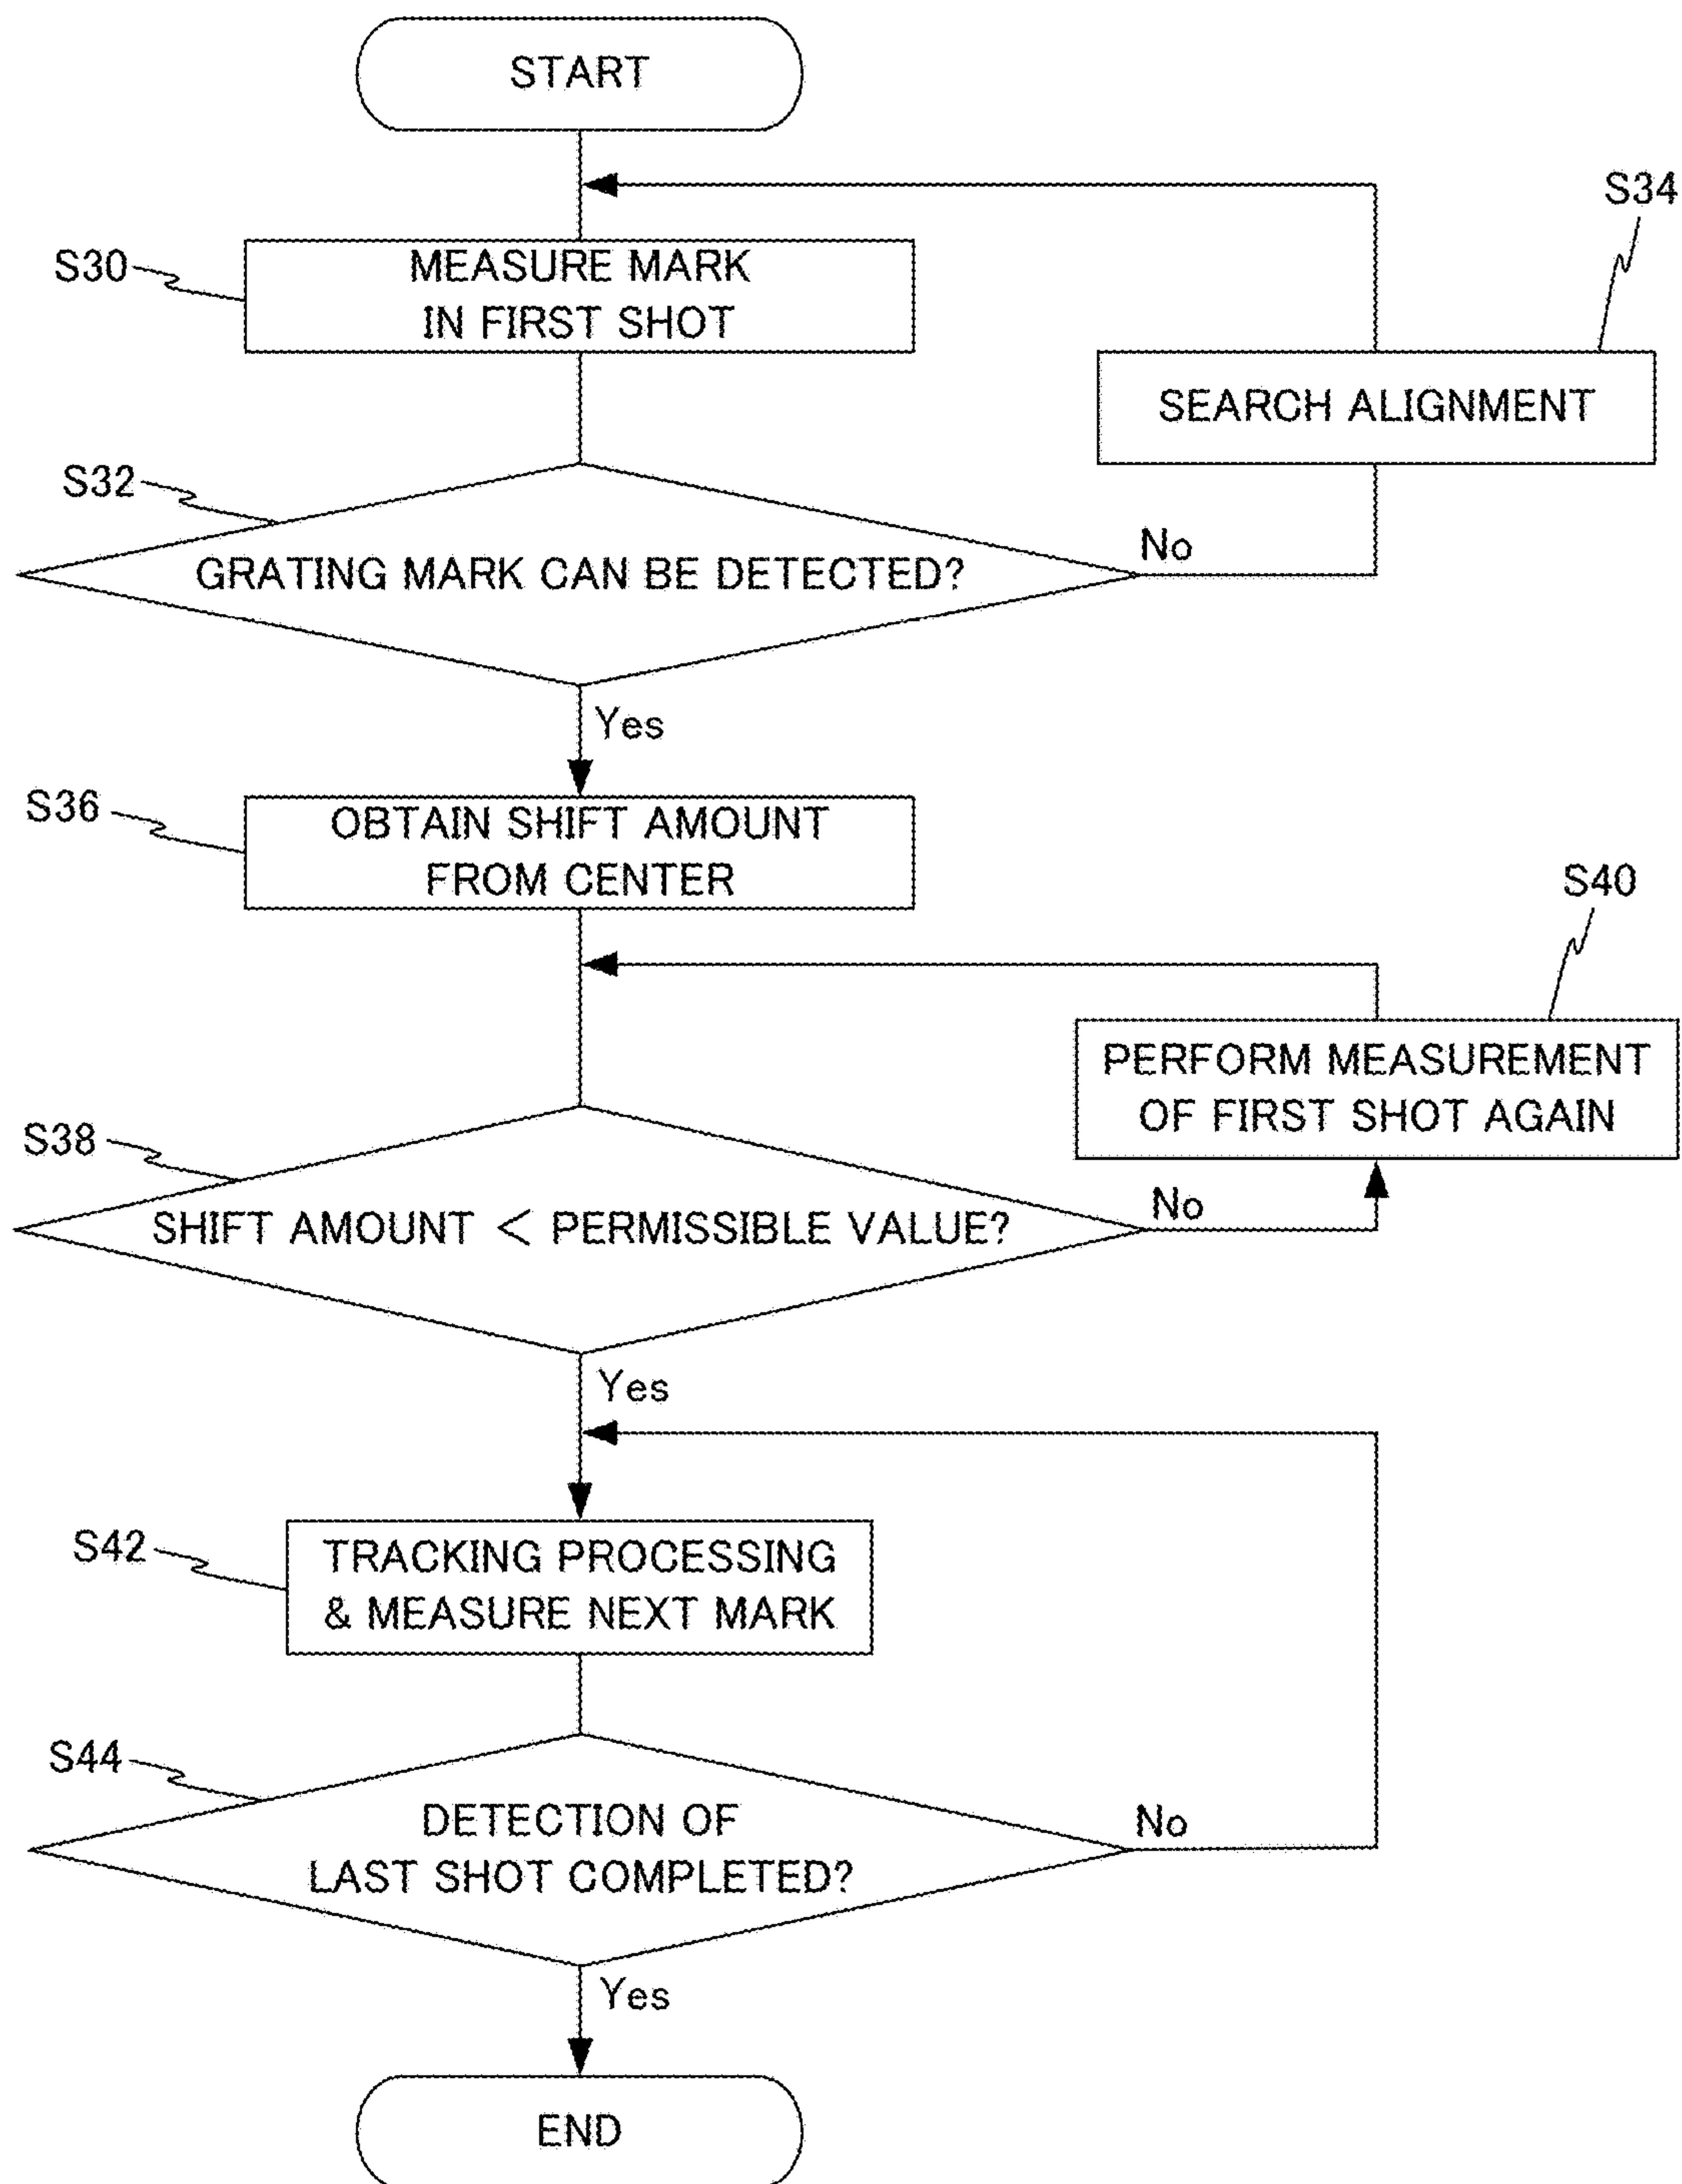 START
S34
S30
MEASURE MARK
IN FIRST SHOT
SEARCH ALIGNMENT
S32
GRATING MARK CAN BE DETECTED?
No
Yes
S36
OBTAIN SHIFT AMOUNT
FROM CENTER
S40
PERFORM MEASUREMENT
OF FIRST SHOT AGAIN
S38
SHIFT AMOUNT < PERMISSIBLE VALUE?
No
Yes
S42
TRACKING PROCESSING
& MEASURE NEXT MARK
S44
DETECTION OF
LAST SHOT COMPLETED?
No
Yes
END